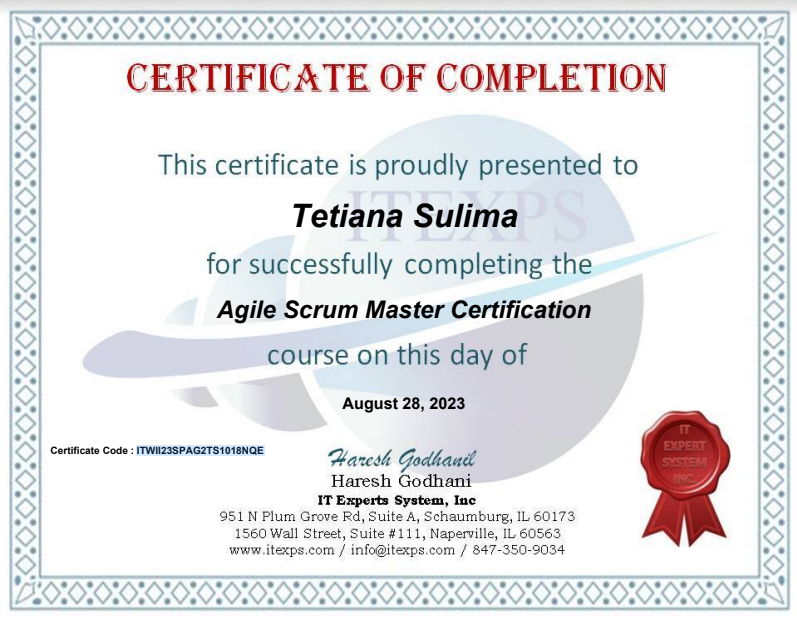 CERTIFICATE OF COMPLETION
This certificate is proudly presented to
ITEXPS
Tetiana Sulima
for successfully completing the
Agile Scrum Master Certification
course on this day of
August 28, 2023
Certificate Code : ITWII23SPAG2TS1018NQE
Haresh Godhanil
Haresh Godhani
IT Experts System, Inc
951 N Plum Grove Rd, Suite A, Schaumburg, IL 60173
1560 Wall Street, Suite #111, Naperville, IL 60563
www.itexps.com / info@itexps.com / 847-350-9034
IT
EXPERT
SYSTEM
INC